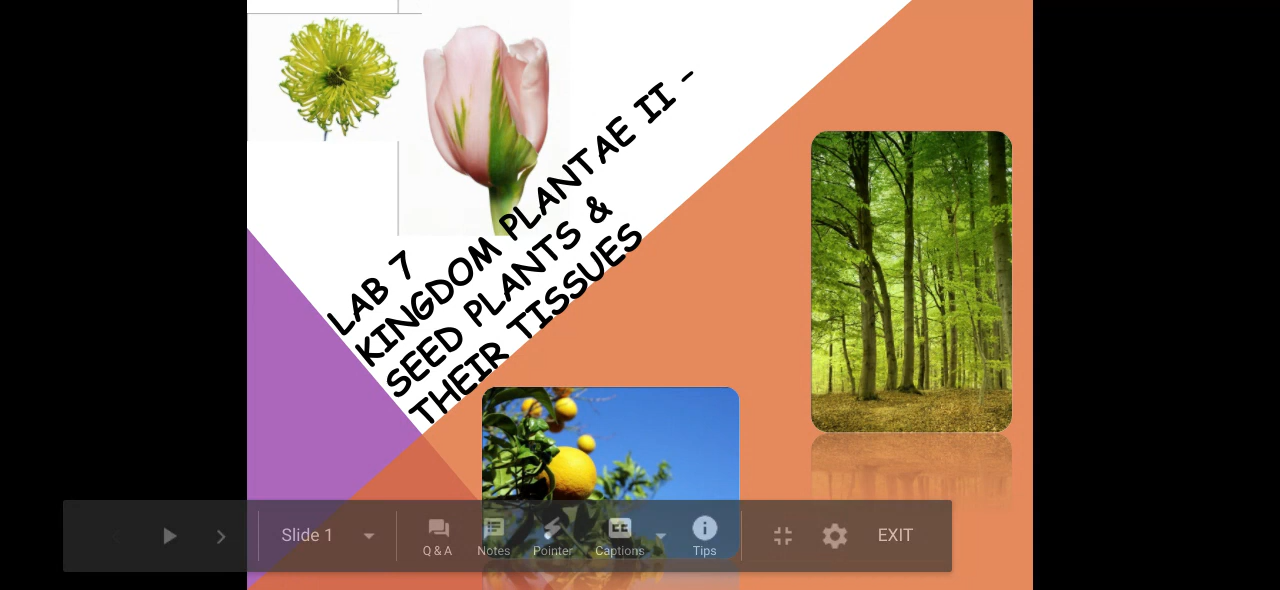 LAB 7
KINGDOM PLANTAE II -
SEED PLANTS &
THEIR TISSUES
Slide 1
Q & A
Notes
Pointer
Captions
Tips
EXIT